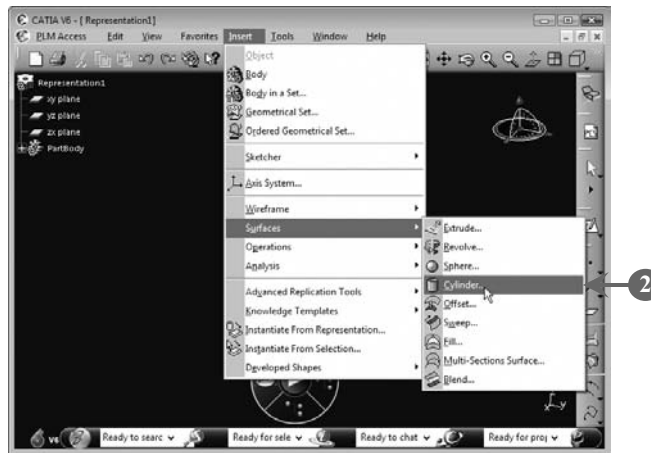 CATIA V6 - [ Representation1]
PLM Access Edit View Favorites Insert Tools Window Help
Object
Body
Body in a Set...
Geometrical Set...
Ordered Geometrical Set...
Sketcher
Axis System...
Wireframe
Surfaces
Operations
Analysis
Advanced Replication Tools
Knowledge Templates
Instantiate From Representation...
Instantiate From Selection...
Developed Shapes
Representation1
xy plane
yz plane
zx plane
PartBody
Extrude...
Revolve...
Sphere...
Cylinder...
Offset...
Sweep...
Fill...
Multi-Sections Surface...
Blend...
2
y
V6 Ready to searc Ready for sele Ready to chat Ready for proj